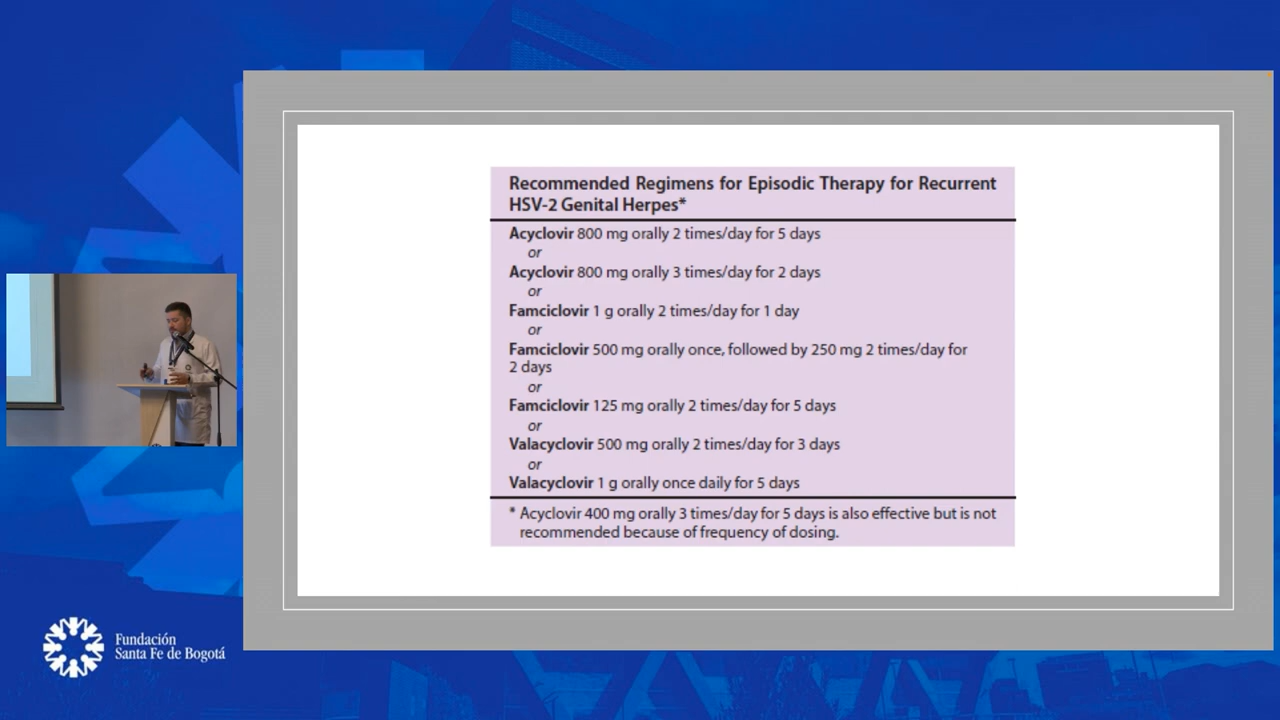 Recommended Regimens for Episodic Therapy for Recurrent
HSV-2 Genital Herpes*
Acyclovir 800 mg orally 2 times/day for 5 days
or
Acyclovir 800 mg orally 3 times/day for 2 days
or
Famciclovir 1 g orally 2 times/day for 1 day
or
Famciclovir 500 mg orally once, followed by 250 mg 2 times/day for
2 days
or
Famciclovir 125 mg orally 2 times/day for 5 days
or
Valacyclovir 500 mg orally 2 times/day for 3 days
or
Valacyclovir 1 g orally once daily for 5 days
* Acyclovir 400 mg orally 3 times/day for 5 days is also effective but is not
recommended because of frequency of dosing.
Fundación
Santa Fe de Bogotá